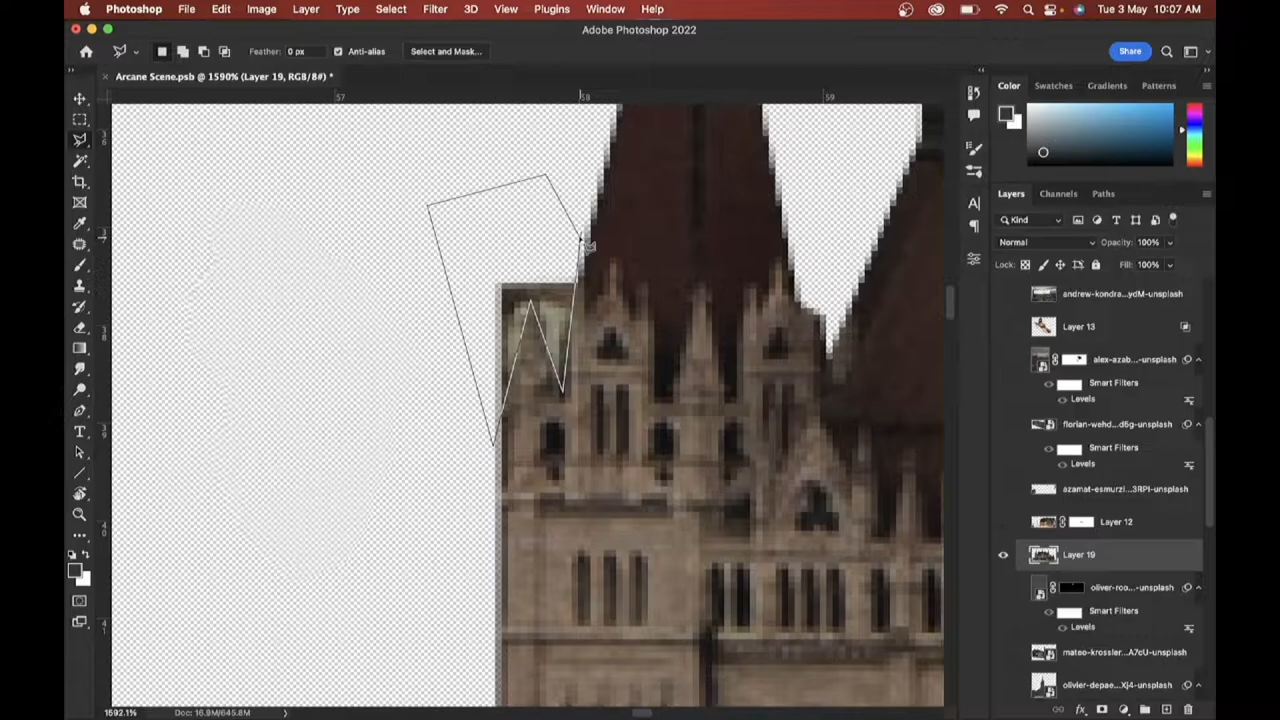 Photoshop File Edit Image Layer Type Select Filter 3D View Plugins Window Help Tue 3 May 10:07 AM
Adobe Photoshop 2022
Feather: 0 px Anti-alias Select and Mask... Share
Arcane Scene.psb @ 1590% (Layer 19, RGB/8#) *
57 58 59
Color Swatches Gradients Patterns
Layers Channels Paths
Kind
Normal Opacity: 100%
Lock: Fill: 100%
andrew-kondra...ydM-unsplash
Layer 13
alex-azab...-unsplash
Smart Filters
Levels
florian-wehd...d6g-unsplash
Smart Filters
Levels
azamat-esmurzi...3RPI-unsplash
Layer 12
Layer 19
oliver-roo...-unsplash
Smart Filters
Levels
mateo-krossler...A7cU-unsplash
olivier-depae...Xj4-unsplash
1592.1% Doc: 16.9M/645.8M